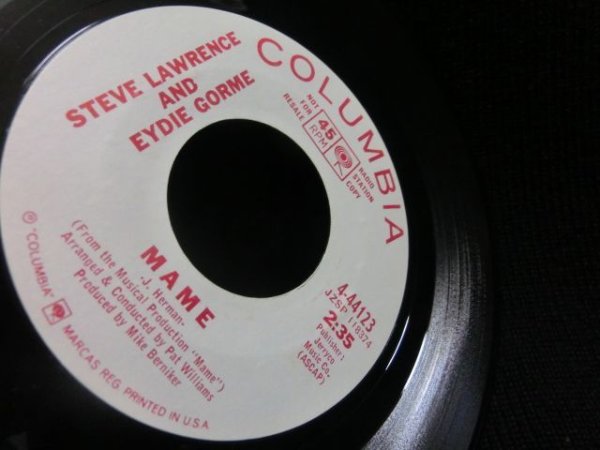 COLUMBIA
STEVE LAWRENCE
AND
EYDIE GORME
NOT
FOR
RESALE
45
RPM
RADIO
STATION
COPY
4-44123
JZSP 118376
2:35
Publisher:
Jerryco
Music Co.
(ASCAP)
MAME
-J. Herman-
(From the Musical Production "Mame")
Arranged & Conducted by Pat Williams
Produced by Mike Berniker
℗ "COLUMBIA" MARCAS REG. PRINTED IN U.S.A.